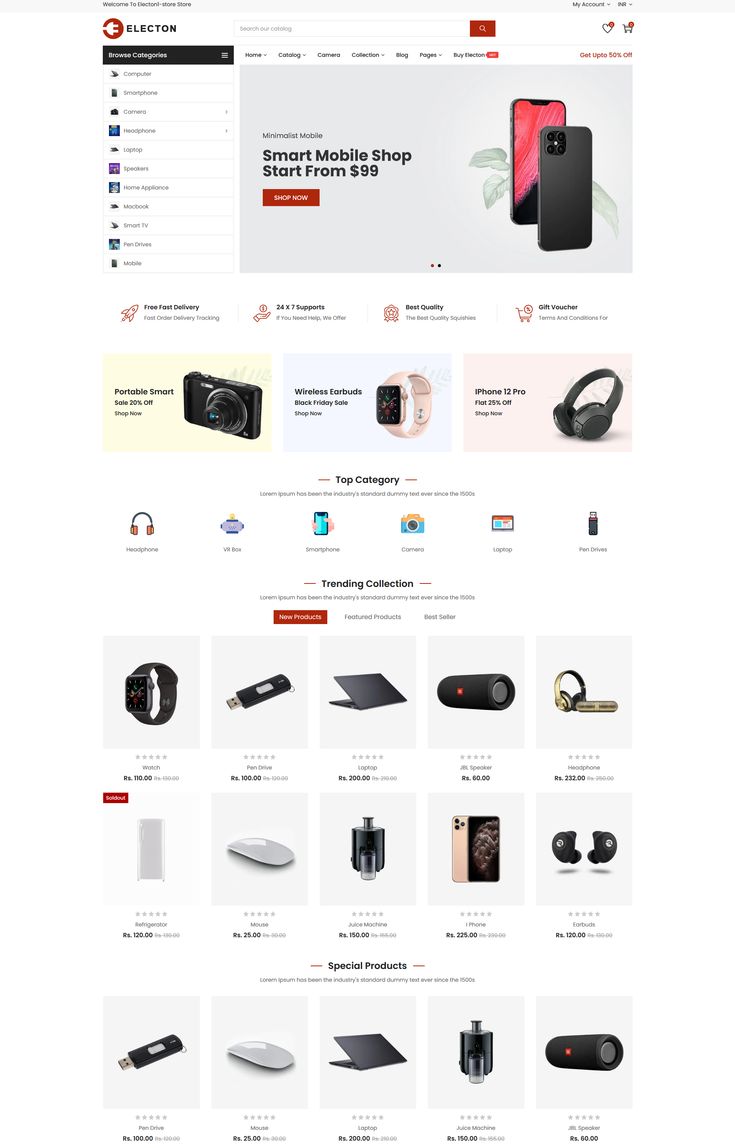 Welcome To Electon1-store Store
My Account
INR
ELECTON
Search our catalog
0
0
Browse Categories
Home
Catalog
Camera
Collection
Blog
Pages
Buy Electon
HOT
Get Upto 50% Off
Computer
Smartphone
Camera
Headphone
Laptop
Speakers
Home Appliance
Macbook
Smart TV
Pen Drives
Mobile
Minimalist Mobile
Smart Mobile Shop
Start From $99
SHOP NOW
Free Fast Delivery
Fast Order Delivery Tracking
24 X 7 Supports
If You Need Help, We Offer
Best Quality
The Best Quality Squishies
Gift Voucher
Terms And Conditions For
Portable Smart
Sale 20% Off
Shop Now
Wireless Earbuds
Black Friday Sale
Shop Now
IPhone 12 Pro
Flat 25% Off
Shop Now
Top Category
Lorem Ipsum has been the industry's standard dummy text ever since the 1500s
Headphone
VR Box
Smartphone
Camera
Laptop
Pen Drives
Trending Collection
Lorem Ipsum has been the industry's standard dummy text ever since the 1500s
New Products
Featured Products
Best Seller
Watch
Rs. 110.00 Rs. 130.00
Pen Drive
Rs. 100.00 Rs. 120.00
Laptop
Rs. 200.00 Rs. 210.00
JBL Speaker
Rs. 60.00
Headphone
Rs. 232.00 Rs. 250.00
Soldout
Refrigerator
Rs. 120.00 Rs. 130.00
Mouse
Rs. 25.00 Rs. 30.00
Juice Machine
Rs. 150.00 Rs. 165.00
I Phone
Rs. 225.00 Rs. 230.00
Earbuds
Rs. 120.00 Rs. 130.00
Special Products
Lorem Ipsum has been the industry's standard dummy text ever since the 1500s
Pen Drive
Rs. 100.00 Rs. 120.00
Mouse
Rs. 25.00 Rs. 30.00
Laptop
Rs. 200.00 Rs. 210.00
Juice Machine
Rs. 150.00 Rs. 165.00
JBL Speaker
Rs. 60.00